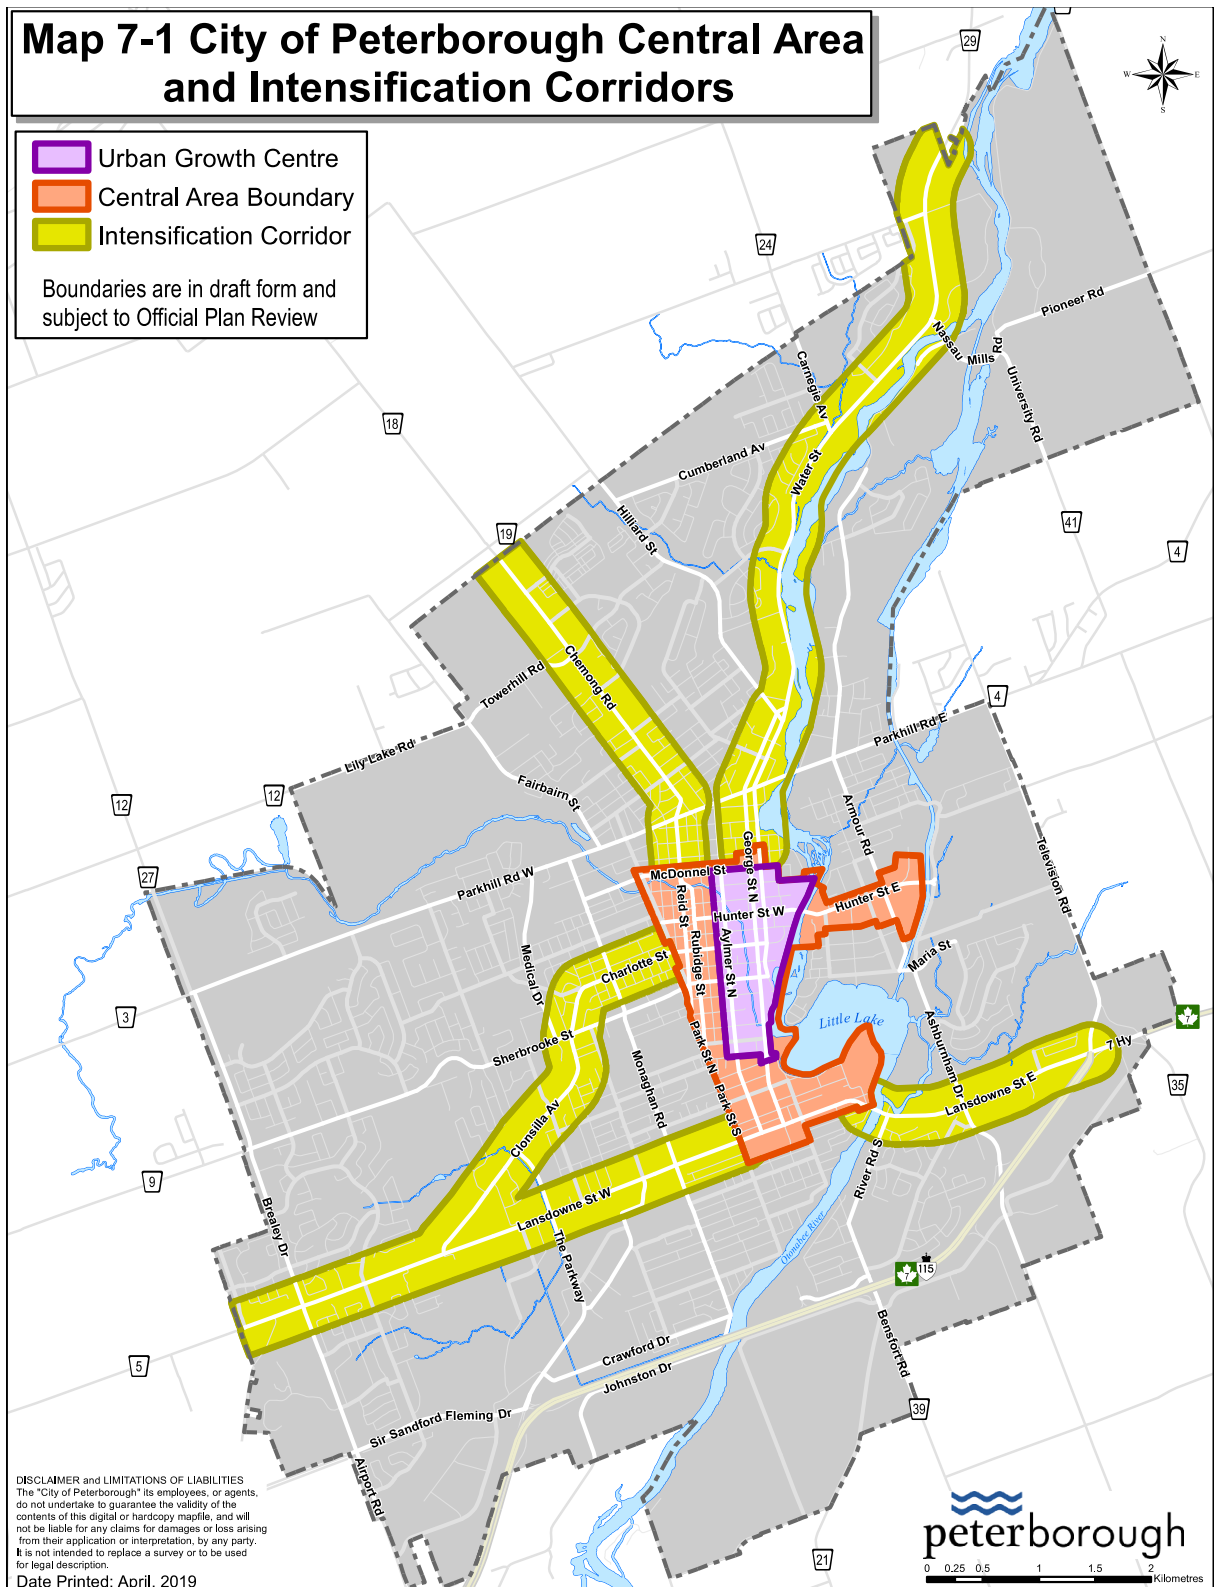 Map 7-1 City of Peterborough Central Area
and Intensification Corridors
Urban Growth Centre
Central Area Boundary
Intensification Corridor
Boundaries are in draft form and
subject to Official Plan Review
N
W E
S
29
24
18
19
41
4
4
12
12
27
3
9
5
7
35
7
115
39
21
Pioneer Rd
Nassau
Mills
Rd
University Rd
Carnegie Av
Cumberland Av
Water St
Hilliard St
Chemong Rd
Towerhill Rd
Lily Lake Rd
Fairbairn St
Parkhill Rd E
Armour Rd
Television Rd
George St N
McDonnel St
Parkhill Rd W
Reid St
Hunter St W
Hunter St E
Rubidge St
Aylmer St N
Maria St
Medical Dr
Charlotte St
Sherbrooke St
Little Lake
Ashburnham Dr
7 Hy
Park St N
Park St S
Monaghan Rd
Lansdowne St E
Clonsilla Av
River Rd S
Lansdowne St W
Brealey Dr
The Parkway
Otonabee River
Bensfort Rd
Crawford Dr
Johnston Dr
Sir Sandford Fleming Dr
Airport Rd
DISCLAIMER and LIMITATIONS OF LIABILITIES
The "City of Peterborough" its employees, or agents,
do not undertake to guarantee the validity of the
contents of this digital or hardcopy mapfile, and will
not be liable for any claims for damages or loss arising
from their application or interpretation, by any party.
It is not intended to replace a survey or to be used
for legal description.
Date Printed: April, 2019
peterborough
0 0.25 0.5 1 1.5 2
Kilometres